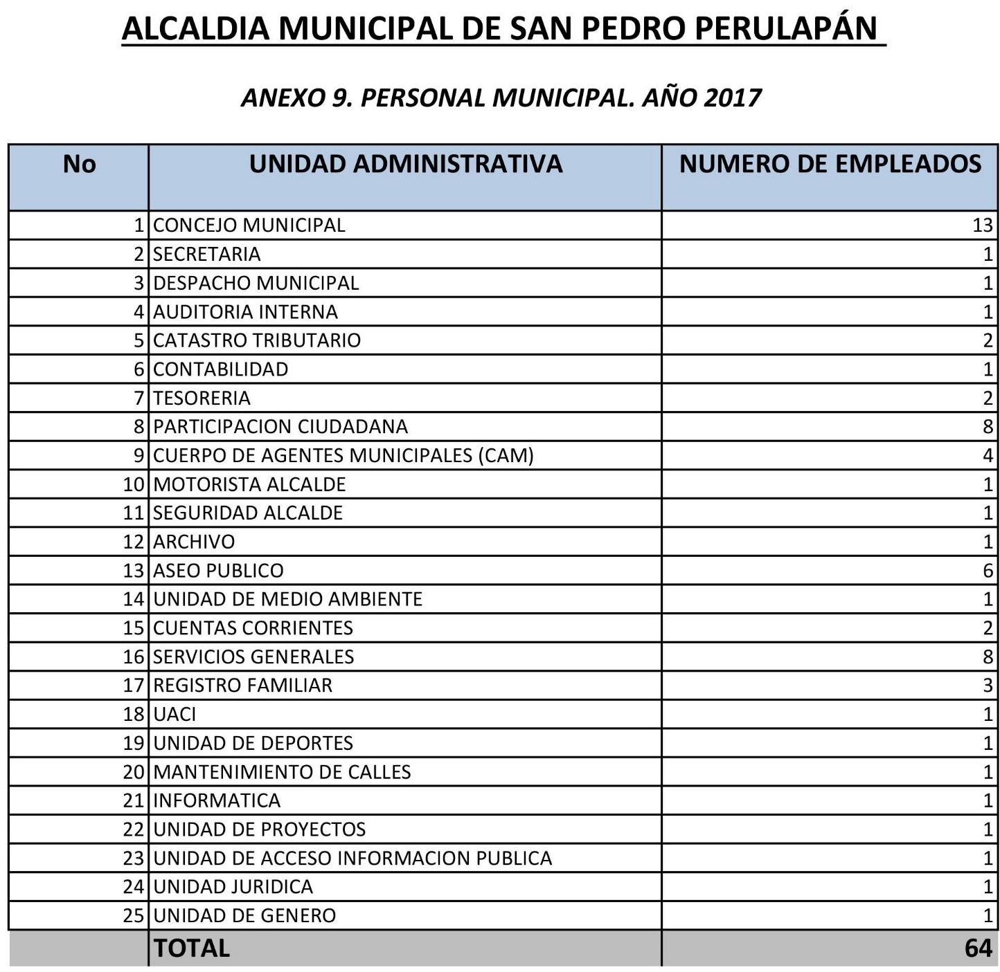 ALCALDIA MUNICIPAL DE SAN PEDRO PERULAPÁN
ANEXO 9. PERSONAL MUNICIPAL. AÑO 2017
No UNIDAD ADMINISTRATIVA NUMERO DE EMPLEADOS
1 CONCEJO MUNICIPAL 13
2 SECRETARIA 1
3 DESPACHO MUNICIPAL 1
4 AUDITORIA INTERNA 1
5 CATASTRO TRIBUTARIO 2
6 CONTABILIDAD 1
7 TESORERIA 2
8 PARTICIPACION CIUDADANA 8
9 CUERPO DE AGENTES MUNICIPALES (CAM) 4
10 MOTORISTA ALCALDE 1
11 SEGURIDAD ALCALDE 1
12 ARCHIVO 1
13 ASEO PUBLICO 6
14 UNIDAD DE MEDIO AMBIENTE 1
15 CUENTAS CORRIENTES 2
16 SERVICIOS GENERALES 8
17 REGISTRO FAMILIAR 3
18 UACI 1
19 UNIDAD DE DEPORTES 1
20 MANTENIMIENTO DE CALLES 1
21 INFORMATICA 1
22 UNIDAD DE PROYECTOS 1
23 UNIDAD DE ACCESO INFORMACION PUBLICA 1
24 UNIDAD JURIDICA 1
25 UNIDAD DE GENERO 1
TOTAL 64